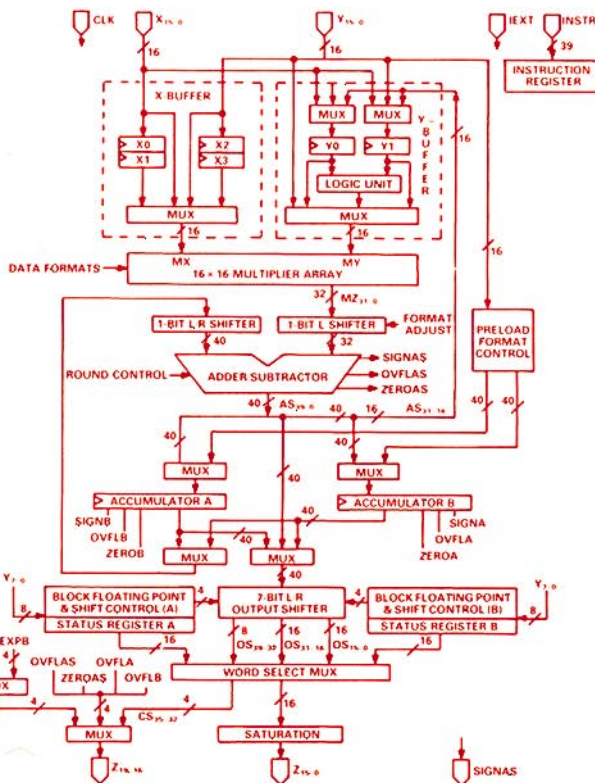 CLK
X15-0
Y15-0
IEXT
INSTR
16
16
39
INSTRUCTION
REGISTER
X-BUFFER
MUX
MUX
Y-
BUFFER
16
X0
X1
X2
X3
Y0
Y1
LOGIC UNIT
MUX
MUX
16
16
16
DATA FORMATS
MX
MY
16 × 16 MULTIPLIER ARRAY
32
MZ31-0
1-BIT L, R SHIFTER
1-BIT L SHIFTER
FORMAT
ADJUST
PRELOAD
FORMAT
CONTROL
40
32
ROUND CONTROL
ADDER SUBTRACTOR
SIGNAS
OVFLAS
ZEROAS
40
AS39-0
40
16
AS31-16
40
40
40
40
MUX
MUX
40
ACCUMULATOR A
ACCUMULATOR B
SIGNB
OVFLB
ZEROB
40
SIGNA
OVFLA
ZEROA
MUX
40
MUX
40
Y7-0
Y7-0
BLOCK FLOATING POINT
& SHIFT CONTROL (A)
STATUS REGISTER A
4
7-BIT L R
OUTPUT SHIFTER
4
BLOCK FLOATING POINT
& SHIFT CONTROL (B)
STATUS REGISTER B
8
8
16
8
OS39-32
16
OS31-16
16
OS15-0
16
EXPB
4
WORD SELECT MUX
OVFLAS
OVFLA
ZEROAS
OVFLB
UX
4
4
4
CS35-32
16
MUX
SATURATION
Z19-16
Z15-0
SIGNAS